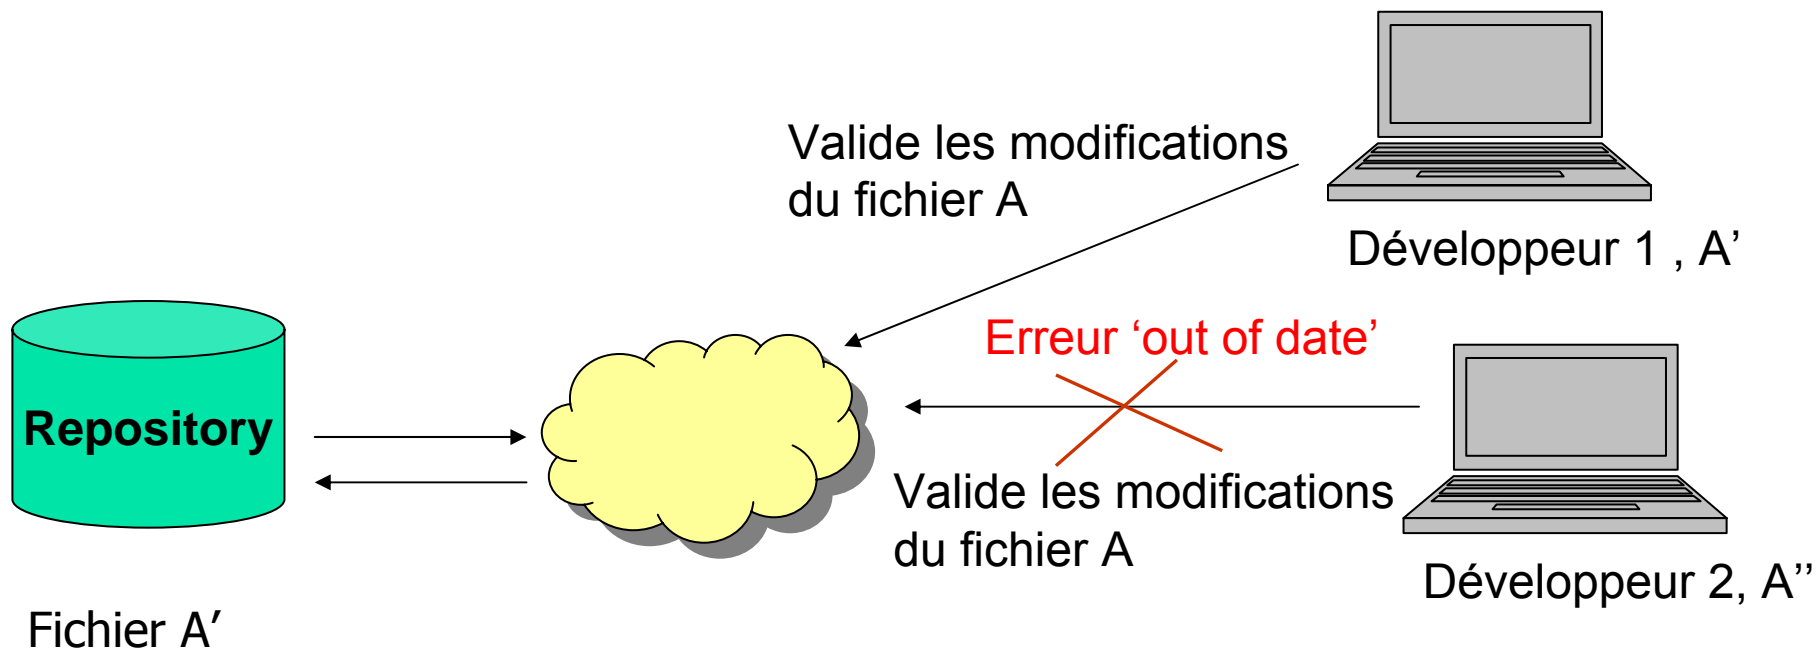 Valide les modifications
du fichier A
Développeur 1 , A’
Erreur ‘out of date’
Repository
Valide les modifications
du fichier A
Développeur 2, A’’
Fichier A′